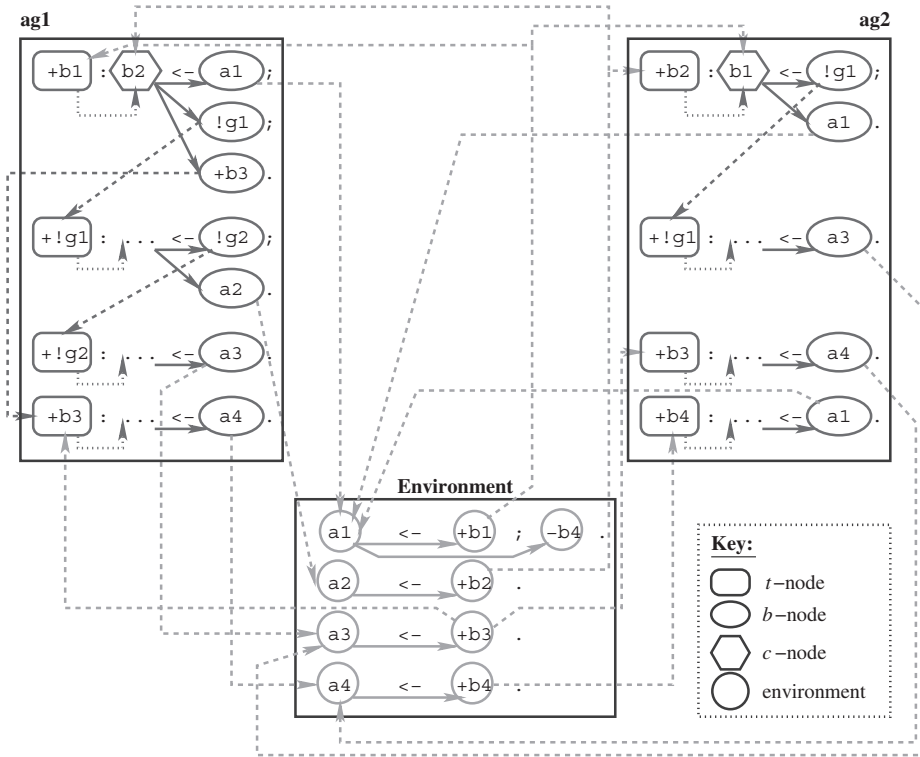 ag1
+b1 : b2 <- a1 ;
!g1 ;
+b3 .
+!g1 : ... <- !g2 ;
a2 .
+!g2 : ... <- a3 .
+b3 : ... <- a4 .
ag2
+b2 : b1 <- !g1 ;
a1 .
+!g1 : ... <- a3 .
+b3 : ... <- a4 .
+b4 : ... <- a1 .
Environment
a1 <- +b1 ; -b4 .
a2 <- +b2 .
a3 <- +b3 .
a4 <- +b4 .
Key:
t-node
b-node
c-node
environment